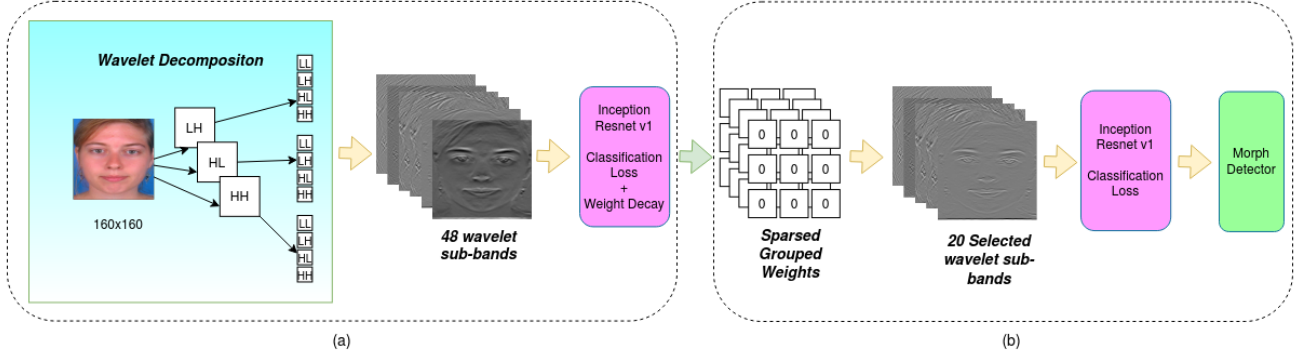 Wavelet Decompositon
160x160
LH
HL
HH
LL
LH
HL
HH
LL
LH
HL
HH
LL
LH
HL
HH
48 wavelet
sub-bands
Inception
Resnet v1
Classification
Loss
+
Weight Decay
(a)
0 0 0
0 0 0
0 0 0
Sparsed
Grouped
Weights
20 Selected
wavelet sub-
bands
Inception
Resnet v1
Classification
Loss
Morph
Detector
(b)